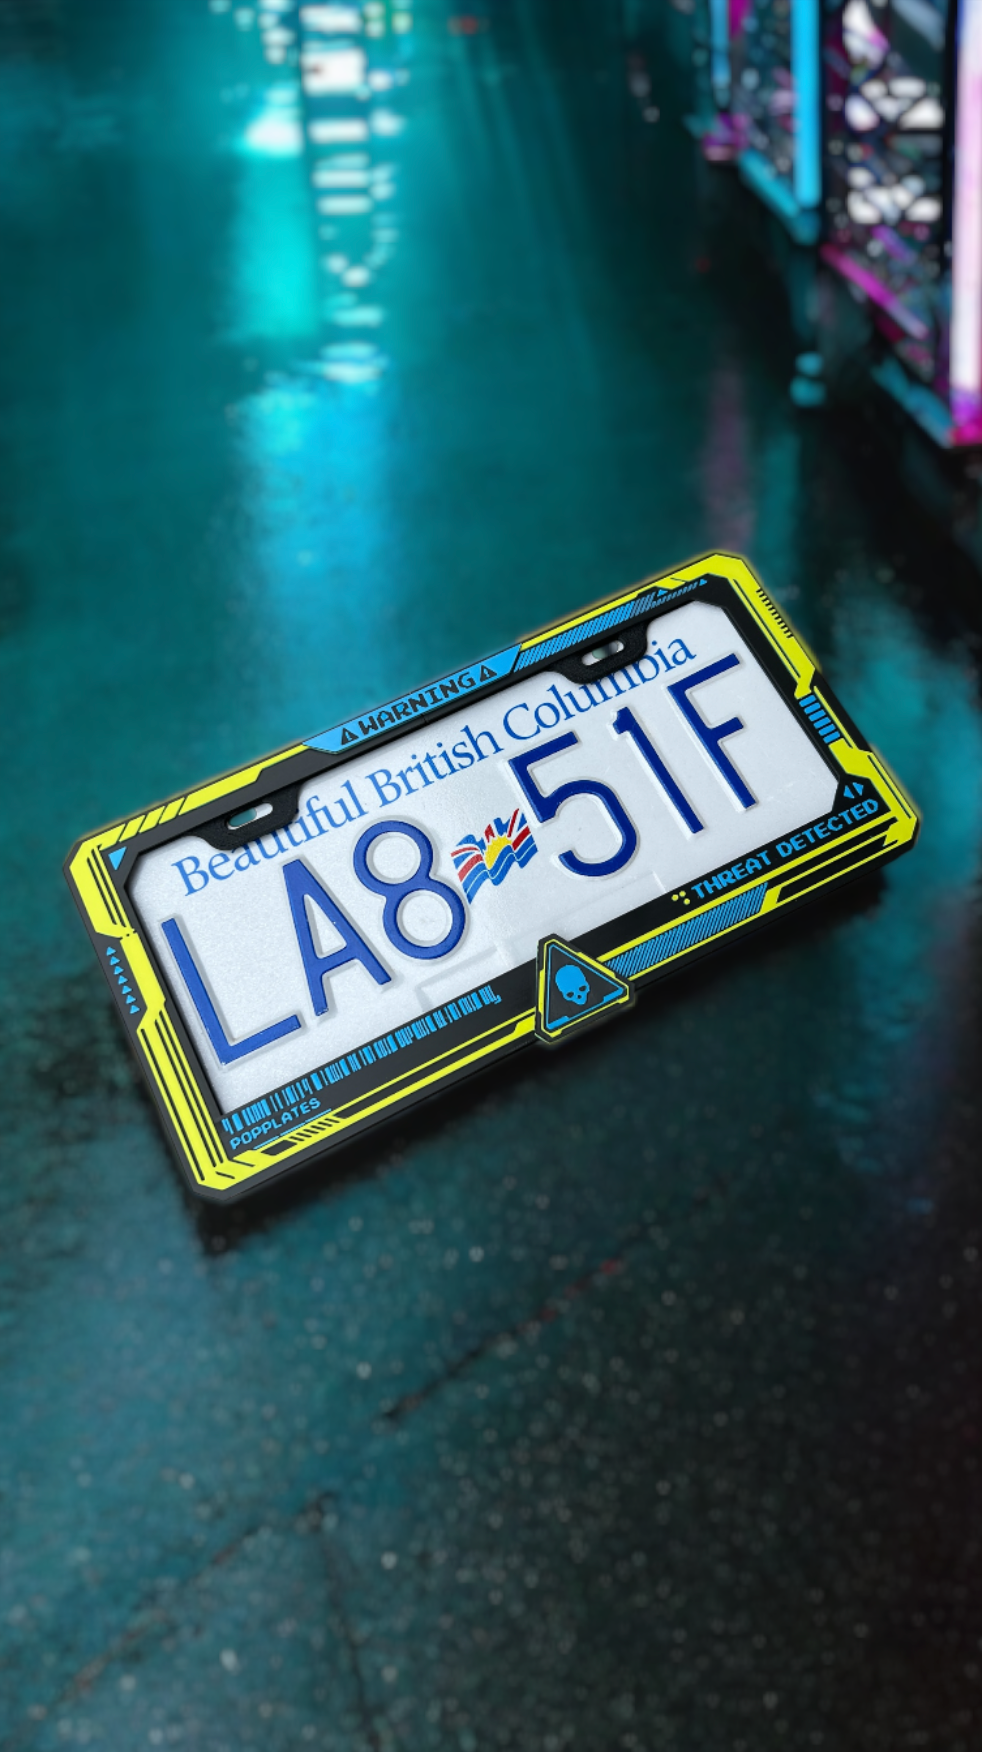 ⚠WARNING⚠
Beautiful British Columbia
LA8 51F
THREAT DETECTED
POPPLATES